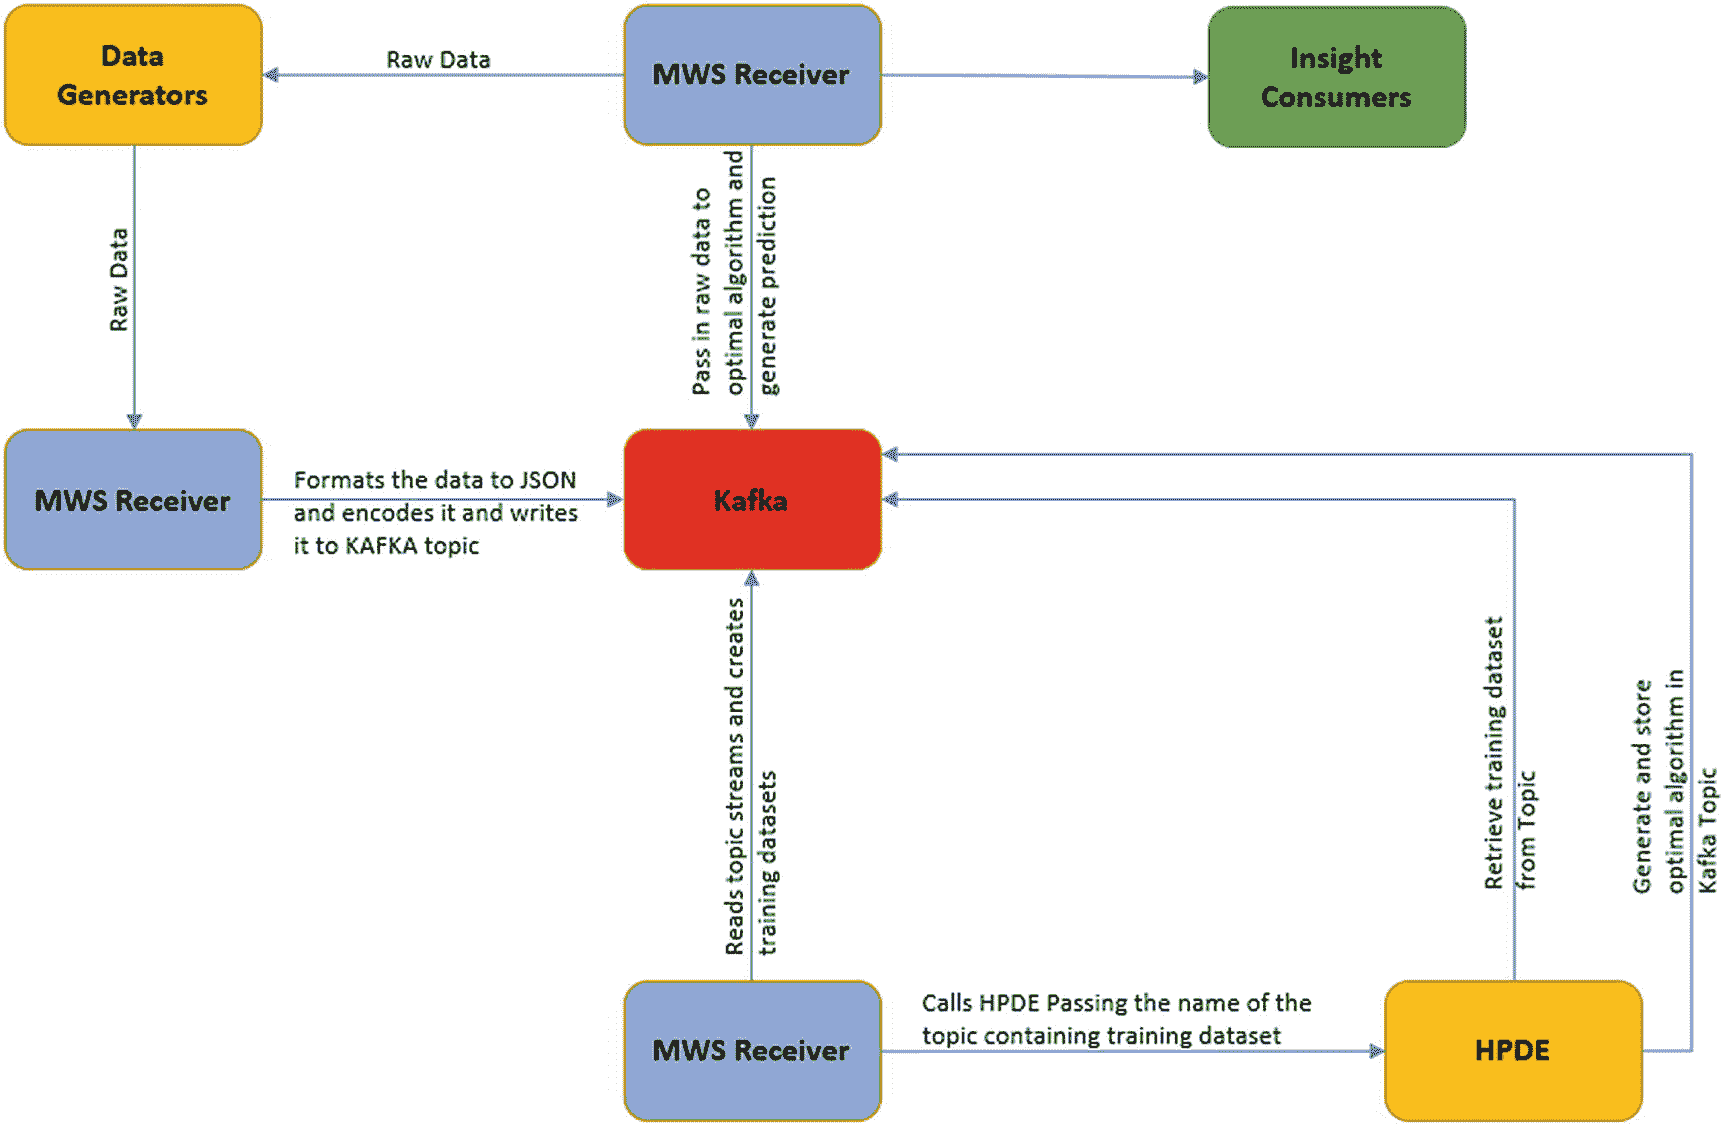 Data
Generators
Raw Data
MWS Receiver
Insight
Consumers
Raw Data
Pass in raw data to
optimal algorithm and
generate prediction
MWS Receiver
Formats the data to JSON
and encodes it and writes
it to KAFKA topic
Kafka
Reads topic streams and creates
training datasets
Retrieve training dataset
from Topic
Generate and store
optimal algorithm in
Kafka Topic
MWS Receiver
Calls HPDE Passing the name of the
topic containing training dataset
HPDE